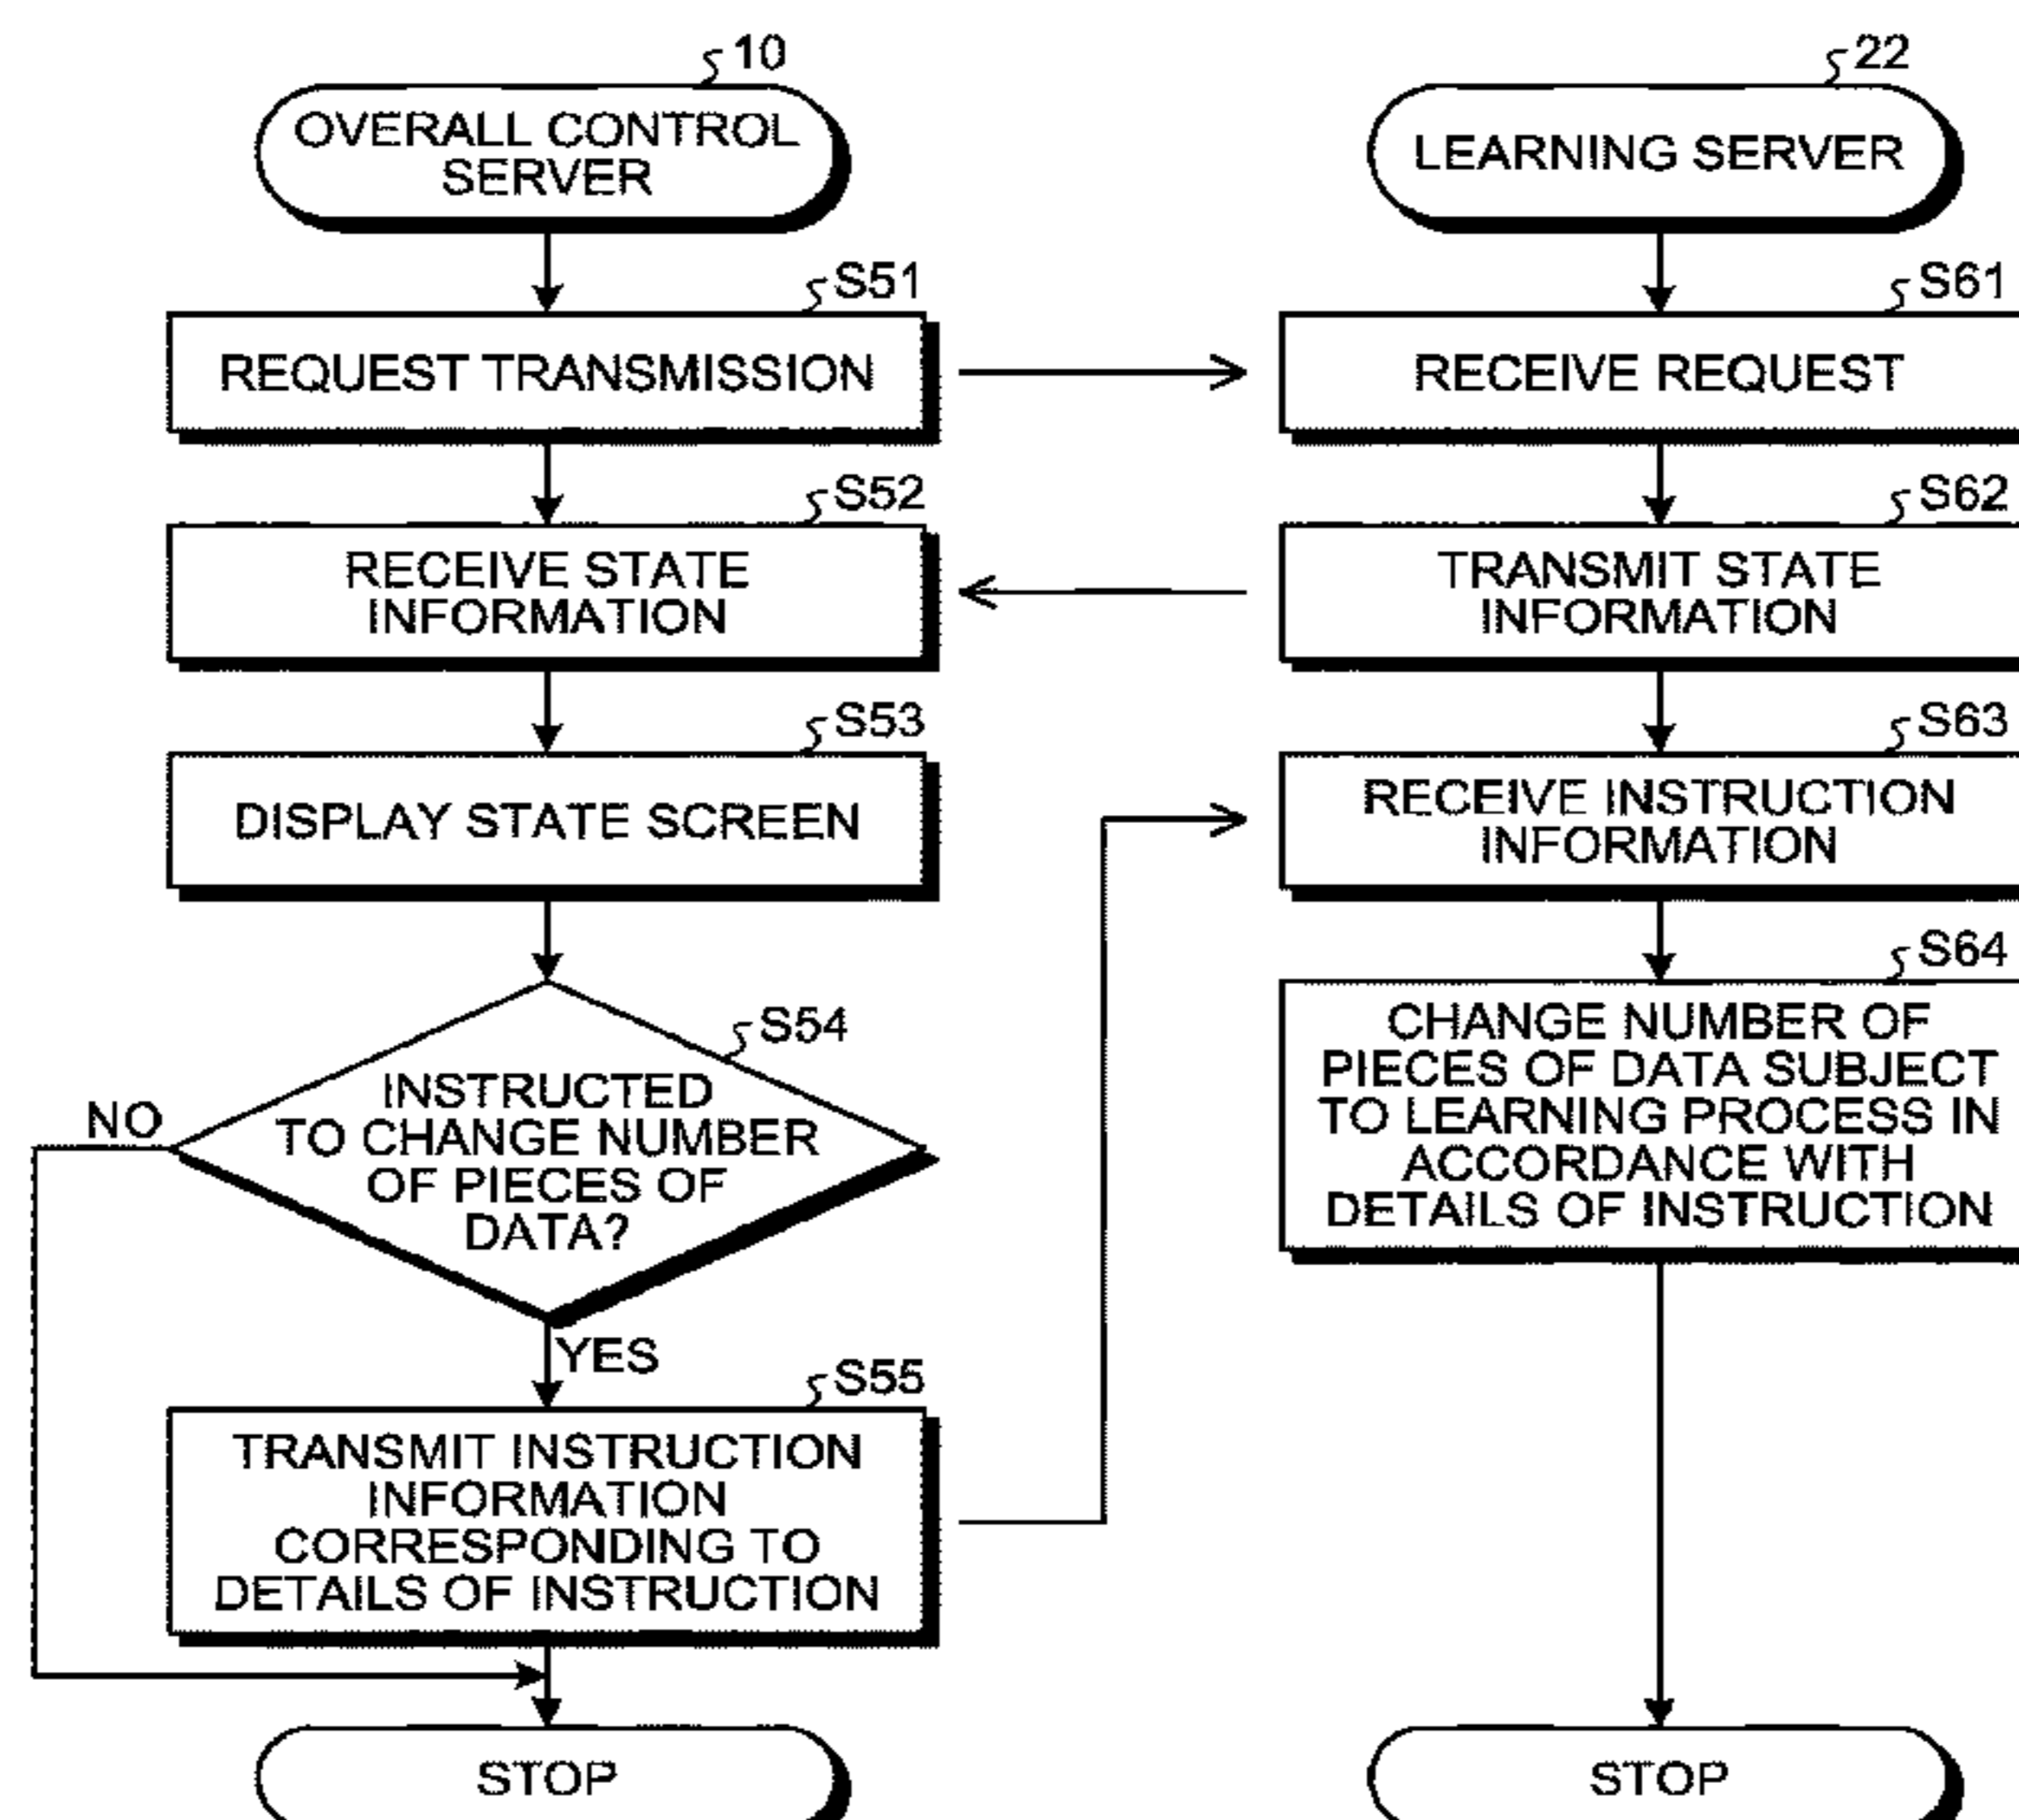 10
OVERALL CONTROL
SERVER
S51
REQUEST TRANSMISSION
S52
RECEIVE STATE
INFORMATION
S53
DISPLAY STATE SCREEN
S54
INSTRUCTED
TO CHANGE NUMBER
OF PIECES OF
DATA?
NO
YES
S55
TRANSMIT INSTRUCTION
INFORMATION
CORRESPONDING TO
DETAILS OF INSTRUCTION
STOP
22
LEARNING SERVER
S61
RECEIVE REQUEST
S62
TRANSMIT STATE
INFORMATION
S63
RECEIVE INSTRUCTION
INFORMATION
S64
CHANGE NUMBER OF
PIECES OF DATA SUBJECT
TO LEARNING PROCESS IN
ACCORDANCE WITH
DETAILS OF INSTRUCTION
STOP